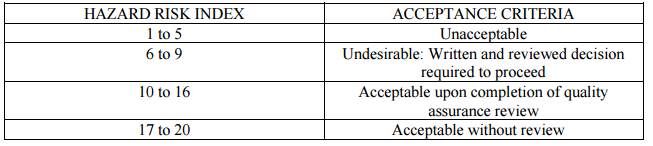 HAZARD RISK INDEX ACCEPTANCE CRITERIA
1 to 5 Unacceptable
6 to 9 Undesirable: Written and reviewed decision
required to proceed
10 to 16 Acceptable upon completion of quality
assurance review
17 to 20 Acceptable without review